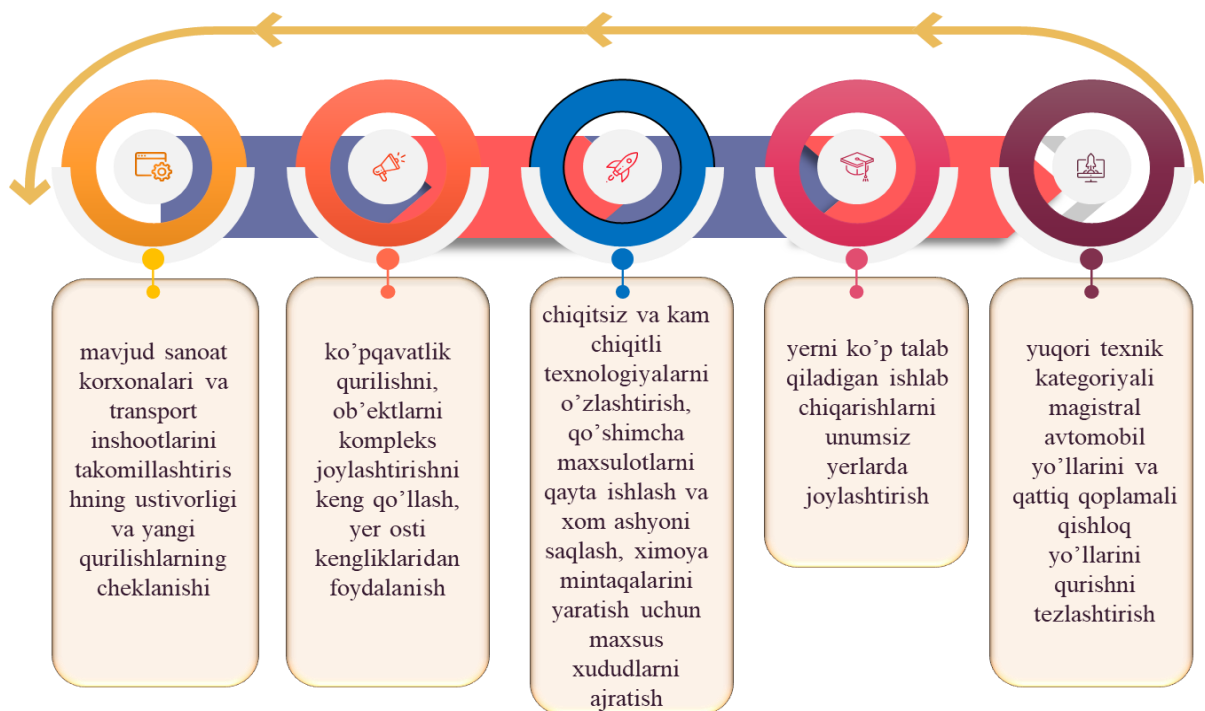 mavjud sanoat
korxonalari va
transport
inshootlarini
takomillashtiris
hning ustivorligi
va yangi
qurilishlarning
cheklanishi
ko’pqavatlik
qurilishni,
ob’ektlarni
kompleks
joylashtirishni
keng qo’llash,
yer osti
kengliklaridan
foydalanish
chiqitsiz va kam
chiqitli
texnologiyalarni
o’zlashtirish,
qo’shimcha
maxsulotlarni
qayta ishlash va
xom ashyoni
saqlash, ximoya
mintaqalarini
yaratish uchun
maxsus
xududlarni
ajratish
yerni ko’p talab
qiladigan ishlab
chiqarishlarni
unumsiz
yerlarda
joylashtirish
yuqori texnik
kategoriyali
magistral
avtomobil
yo’llarini va
qattiq qoplamali
qishloq
yo’llarini
qurishni
tezlashtirish